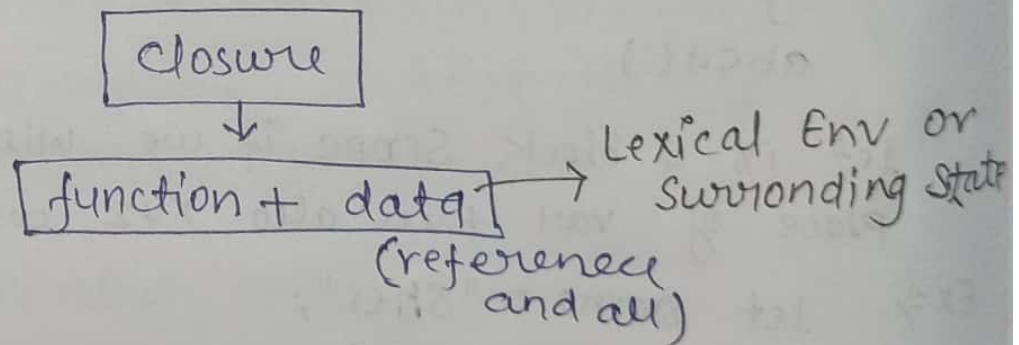 closure
function + data
Lexical Env or
surronding state
(reference
and all)